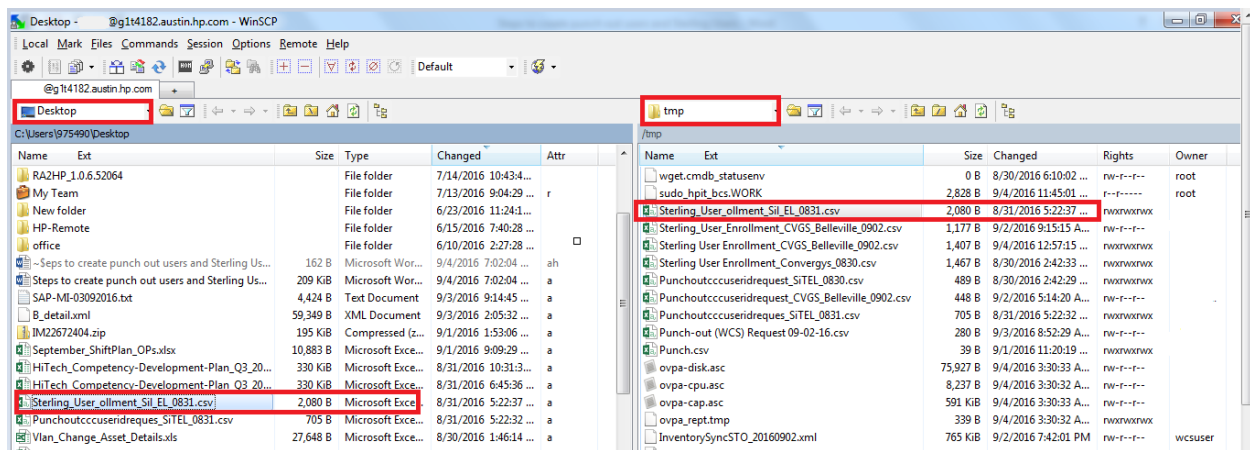 Desktop - @g1t4182.austin.hp.com - WinSCP
Local Mark Files Commands Session Options Remote Help
Default
@g1t4182.austin.hp.com
Desktop
C:\Users\975490\Desktop
Name Ext Size Type Changed Attr
RA2HP_1.0.6.52064 File folder 7/14/2016 10:43:4...
My Team File folder 7/13/2016 9:04:29 ... r
New folder File folder 6/23/2016 11:24:1...
HP-Remote File folder 6/15/2016 7:40:28 ...
office File folder 6/10/2016 2:27:28 ...
~$eps to create punch out users and Sterling Us... 162 B Microsoft Wor... 9/4/2016 7:02:04 ... ah
Steps to create punch out users and Sterling Us... 209 KiB Microsoft Wor... 9/4/2016 7:02:04 ... a
SAP-MI-03092016.txt 4,424 B Text Document 9/3/2016 9:14:45 ... a
B_detail.xml 59,349 B XML Document 9/3/2016 2:05:32 ... a
IM22672404.zip 195 KiB Compressed (z... 9/1/2016 1:53:06 ... a
September_ShiftPlan_OPs.xlsx 10,883 B Microsoft Exce... 9/1/2016 9:09:29 ... a
HiTech_Competency-Development-Plan_Q3_20... 330 KiB Microsoft Exce... 8/31/2016 10:31:3... a
HiTech_Competency-Development-Plan_Q3_20... 330 KiB Microsoft Exce... 8/31/2016 6:45:36 ... a
Sterling_User_ollment_Sil_EL_0831.csv 2,080 B Microsoft Exce... 8/31/2016 5:22:37 ... a
Punchoutcccuseridreques_SiTEL_0831.csv 705 B Microsoft Exce... 8/31/2016 5:22:32 ... a
Vlan_Change_Asset_Details.xls 27,648 B Microsoft Exce... 8/30/2016 1:46:14 ... a
tmp
/tmp
Name Ext Size Changed Rights Owner
wget.cmdb_statusenv 0 B 8/30/2016 6:10:02 ... rw-r--r-- root
sudo_hpit_bcs.WORK 2,828 B 9/4/2016 11:45:01 ... r--r----- root
Sterling_User_ollment_Sil_EL_0831.csv 2,080 B 8/31/2016 5:22:37 ... rwxrwxrwx
Sterling_User_Enrollment_CVGS_Belleville_0902.csv 1,177 B 9/2/2016 9:15:15 A... rw-r--r--
Sterling User Enrollment_CVGS_Belleville_0902.csv 1,407 B 9/4/2016 12:57:15 ... rwxrwxrwx
Sterling User Enrollment_Convergys_0830.csv 1,467 B 8/30/2016 2:42:33 ... rwxrwxrwx
Punchoutcccuseridrequest_SiTEL_0830.csv 489 B 8/30/2016 2:42:29 ... rwxrwxrwx
Punchoutcccuseridrequest_CVGS_Belleville_0902.csv 448 B 9/2/2016 5:14:20 A... rw-r--r--
Punchoutcccuseridreques_SiTEL_0831.csv 705 B 8/31/2016 5:22:32 ... rwxrwxrwx
Punch-out (WCS) Request 09-02-16.csv 280 B 9/3/2016 8:52:29 A... rw-r--r--
Punch.csv 39 B 9/1/2016 11:20:19 ... rwxrwxrwx
ovpa-disk.asc 75,927 B 9/4/2016 3:30:33 A... rw-r--r--
ovpa-cpu.asc 8,237 B 9/4/2016 3:30:32 A... rw-r--r--
ovpa-cap.asc 591 KiB 9/4/2016 3:30:33 A... rw-r--r--
ovpa_rept.tmp 339 B 9/4/2016 3:30:32 A... rw-r--r--
InventorySyncSTO_20160902.xml 765 KiB 9/2/2016 7:42:01 PM rw-r--r-- wcsuser